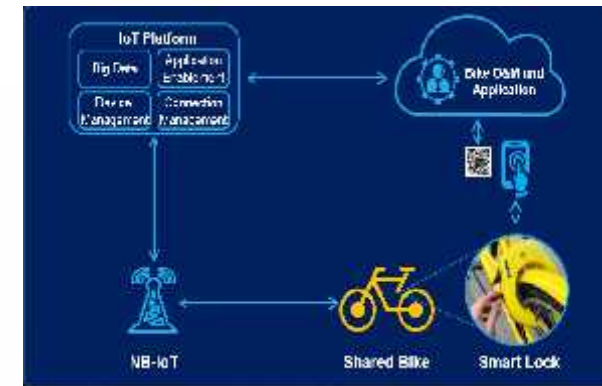 IoT Platform
Big Data
Application
Enablement
Device
Management
Connection
Management
Bike O&M and
Application
NB-IoT
Shared Bike
Smart Lock